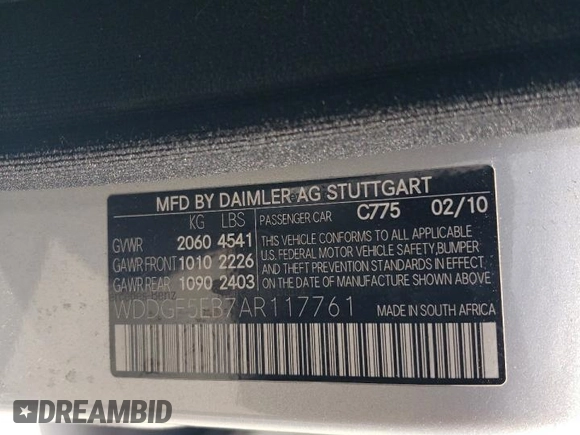 MFD BY DAIMLER AG STUTTGART
KG LBS PASSENGER CAR C775 02/10
GVWR 2060 4541
GAWR FRONT 1010 2226
GAWR REAR 1090 2403
THIS VEHICLE CONFORMS TO ALL APPLICABLE
U.S. FEDERAL MOTOR VEHICLE SAFETY, BUMPER
AND THEFT PREVENTION STANDARDS IN EFFECT
ON THE DATE OF MANUFACTURE SHOWN ABOVE.
WDDGF5EB7AR117761 MADE IN SOUTH AFRICA
DREAMBID